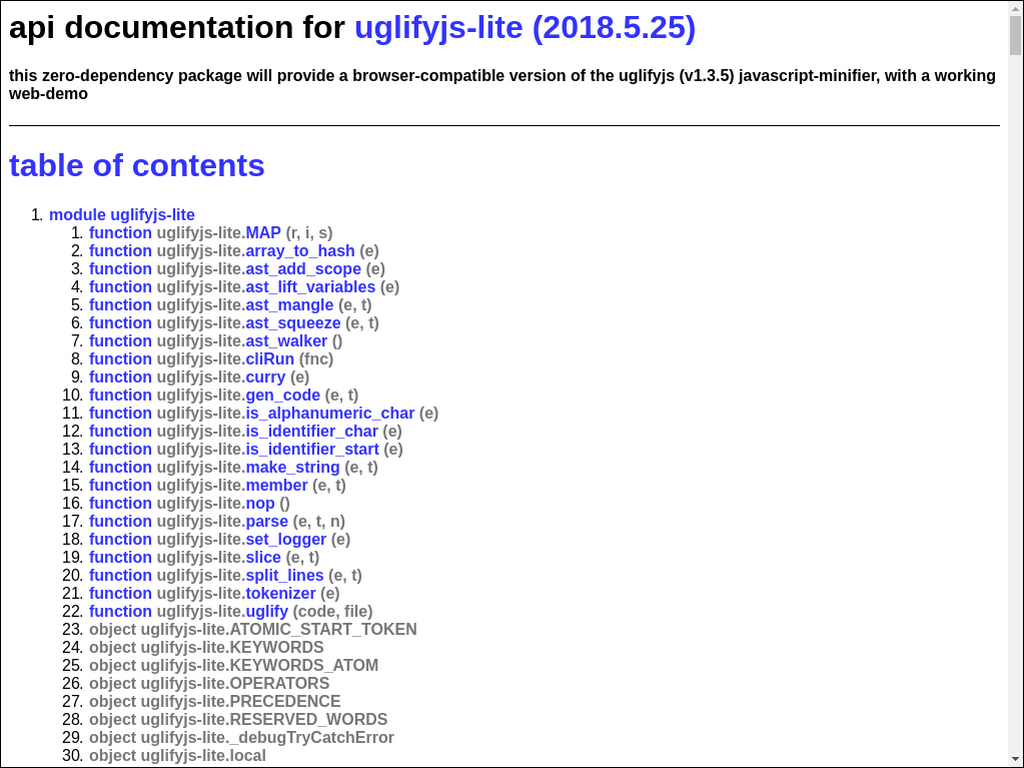 api documentation for uglifyjs-lite (2018.5.25)
this zero-dependency package will provide a browser-compatible version of the uglifyjs (v1.3.5) javascript-minifier, with a working
web-demo
table of contents
1. module uglifyjs-lite
1. function uglifyjs-lite.MAP (r, i, s)
2. function uglifyjs-lite.array_to_hash (e)
3. function uglifyjs-lite.ast_add_scope (e)
4. function uglifyjs-lite.ast_lift_variables (e)
5. function uglifyjs-lite.ast_mangle (e, t)
6. function uglifyjs-lite.ast_squeeze (e, t)
7. function uglifyjs-lite.ast_walker ()
8. function uglifyjs-lite.cliRun (fnc)
9. function uglifyjs-lite.curry (e)
10. function uglifyjs-lite.gen_code (e, t)
11. function uglifyjs-lite.is_alphanumeric_char (e)
12. function uglifyjs-lite.is_identifier_char (e)
13. function uglifyjs-lite.is_identifier_start (e)
14. function uglifyjs-lite.make_string (e, t)
15. function uglifyjs-lite.member (e, t)
16. function uglifyjs-lite.nop ()
17. function uglifyjs-lite.parse (e, t, n)
18. function uglifyjs-lite.set_logger (e)
19. function uglifyjs-lite.slice (e, t)
20. function uglifyjs-lite.split_lines (e, t)
21. function uglifyjs-lite.tokenizer (e)
22. function uglifyjs-lite.uglify (code, file)
23. object uglifyjs-lite.ATOMIC_START_TOKEN
24. object uglifyjs-lite.KEYWORDS
25. object uglifyjs-lite.KEYWORDS_ATOM
26. object uglifyjs-lite.OPERATORS
27. object uglifyjs-lite.PRECEDENCE
28. object uglifyjs-lite.RESERVED_WORDS
29. object uglifyjs-lite._debugTryCatchError
30. object uglifyjs-lite.local